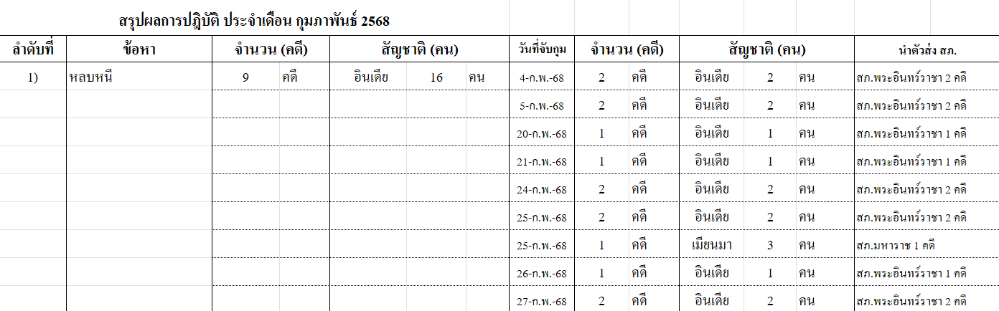 สรุปผลการปฎิบัติ ประจำเดือน กุมภาพันธ์ 2568
ลำดับที่ ข้อหา จำนวน (คดี) สัญชาติ (คน) วันที่จับกุม จำนวน (คดี) สัญชาติ (คน) นำตัวส่ง สภ.
1) หลบหนี 9 คดี อินเดีย 16 คน 4-ก.พ.-68 2 คดี อินเดีย 2 คน สภ.พระอินทร์ราชา 2 คดี
5-ก.พ.-68 2 คดี อินเดีย 2 คน สภ.พระอินทร์ราชา 2 คดี
20-ก.พ.-68 1 คดี อินเดีย 1 คน สภ.พระอินทร์ราชา 1 คดี
21-ก.พ.-68 1 คดี อินเดีย 1 คน สภ.พระอินทร์ราชา 1 คดี
24-ก.พ.-68 2 คดี อินเดีย 2 คน สภ.พระอินทร์ราชา 2 คดี
25-ก.พ.-68 2 คดี อินเดีย 2 คน สภ.พระอินทร์ราชา 2 คดี
25-ก.พ.-68 1 คดี เมียนมา 3 คน สภ.มหาราช 1 คดี
26-ก.พ.-68 1 คดี อินเดีย 1 คน สภ.พระอินทร์ราชา 1 คดี
27-ก.พ.-68 2 คดี อินเดีย 2 คน สภ.พระอินทร์ราชา 2 คดี